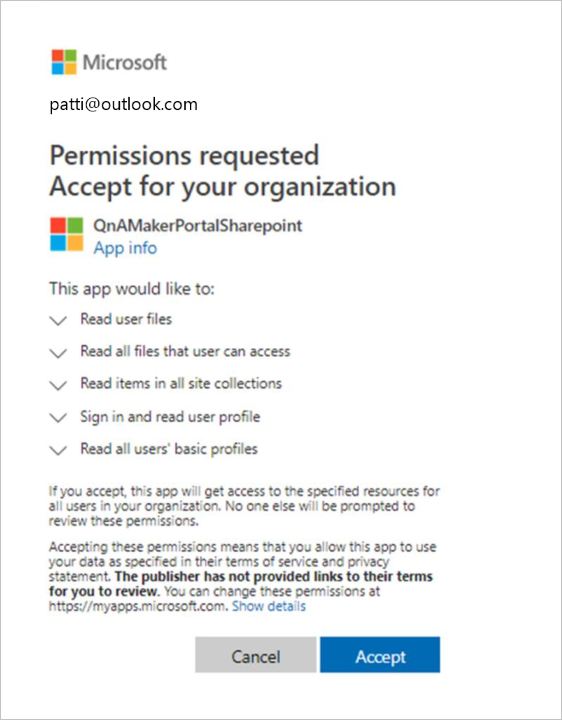 Microsoft
patti@outlook.com
Permissions requested
Accept for your organization
QnAMakerPortalSharepoint
App info
This app would like to:
Read user files
Read all files that user can access
Read items in all site collections
Sign in and read user profile
Read all users' basic profiles
If you accept, this app will get access to the specified resources for
all users in your organization. No one else will be prompted to
review these permissions.
Accepting these permissions means that you allow this app to use
your data as specified in their terms of service and privacy
statement. The publisher has not provided links to their terms
for you to review. You can change these permissions at
https://myapps.microsoft.com. Show details
Cancel
Accept